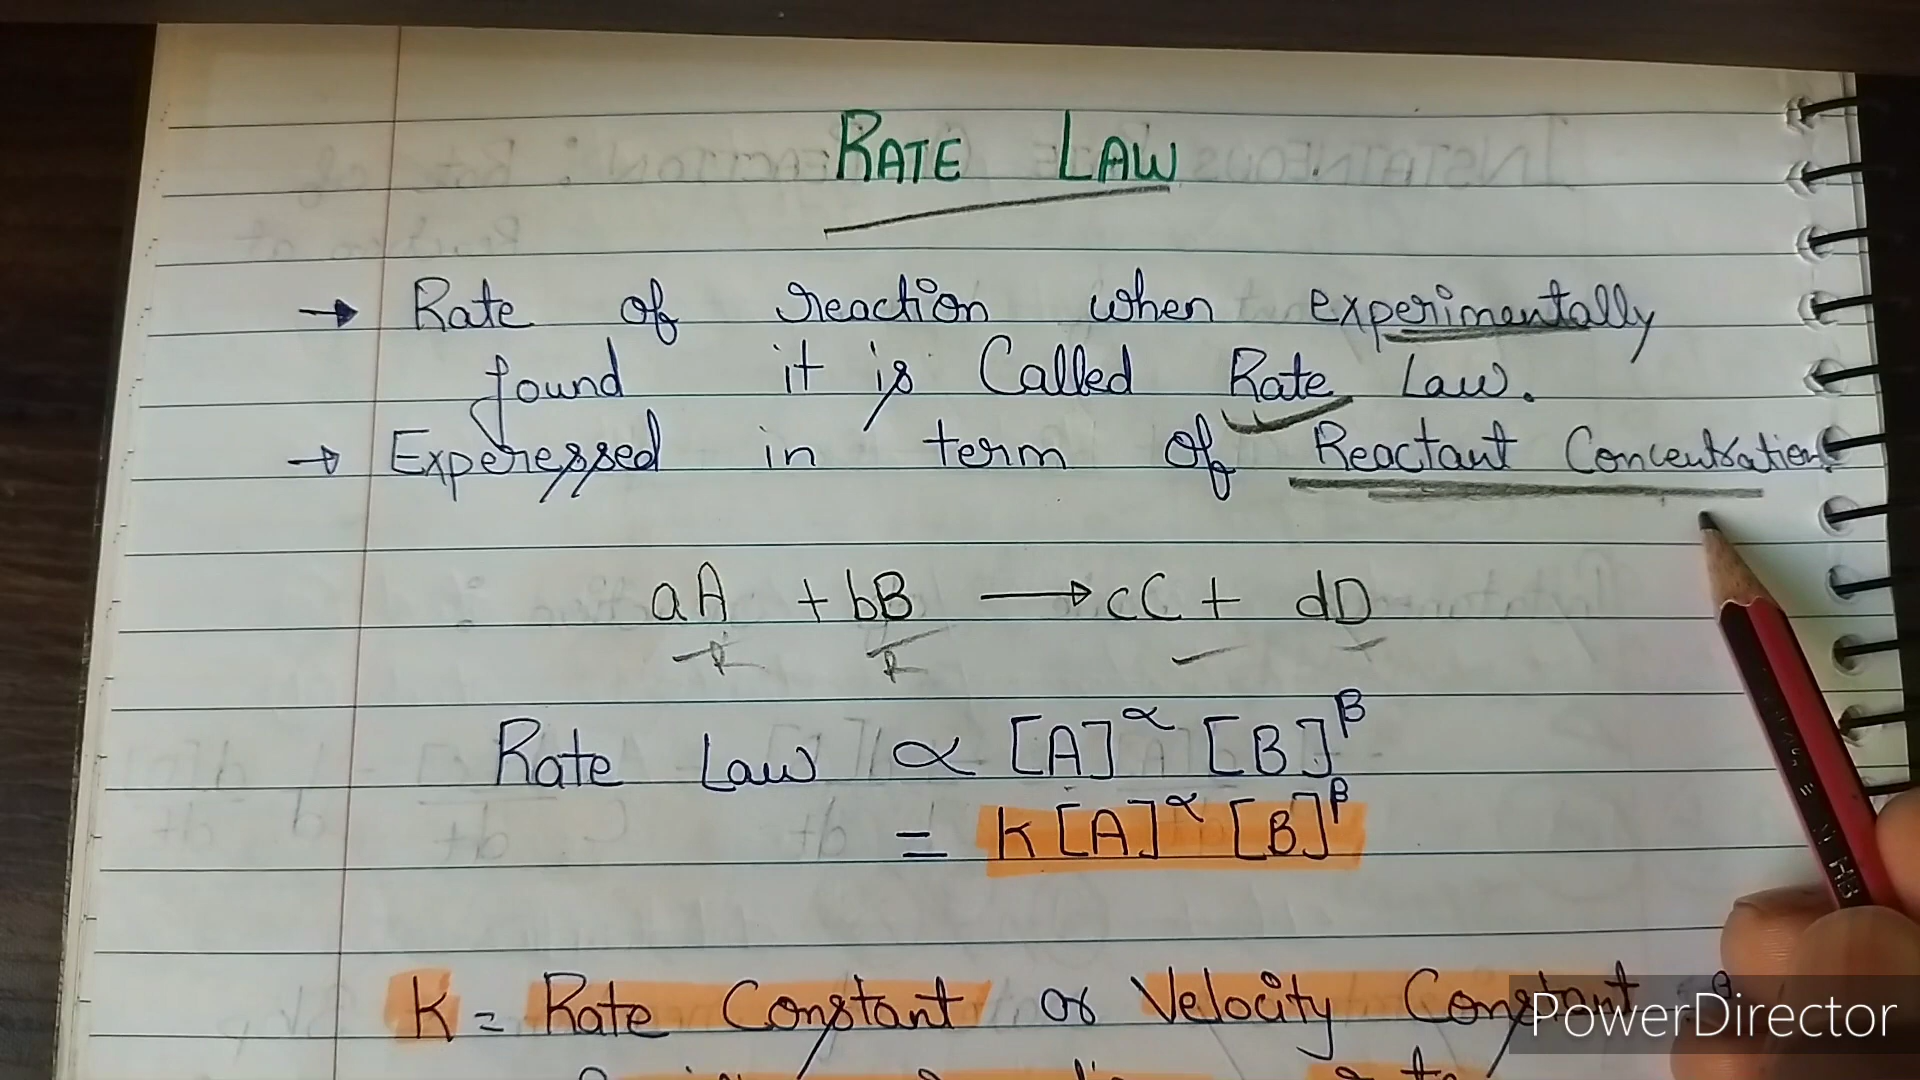 RATE LAW
→ Rate of reaction when experimentally
found it is Called Rate Law.
→ Experessed in term of Reactant Concentration
aA + bB → cC + dD
R R
Rate Law ∝ [A]^α [B]^β
= K[A]^α [B]^β
K = Rate Constant or Velocity Constant
PowerDirector